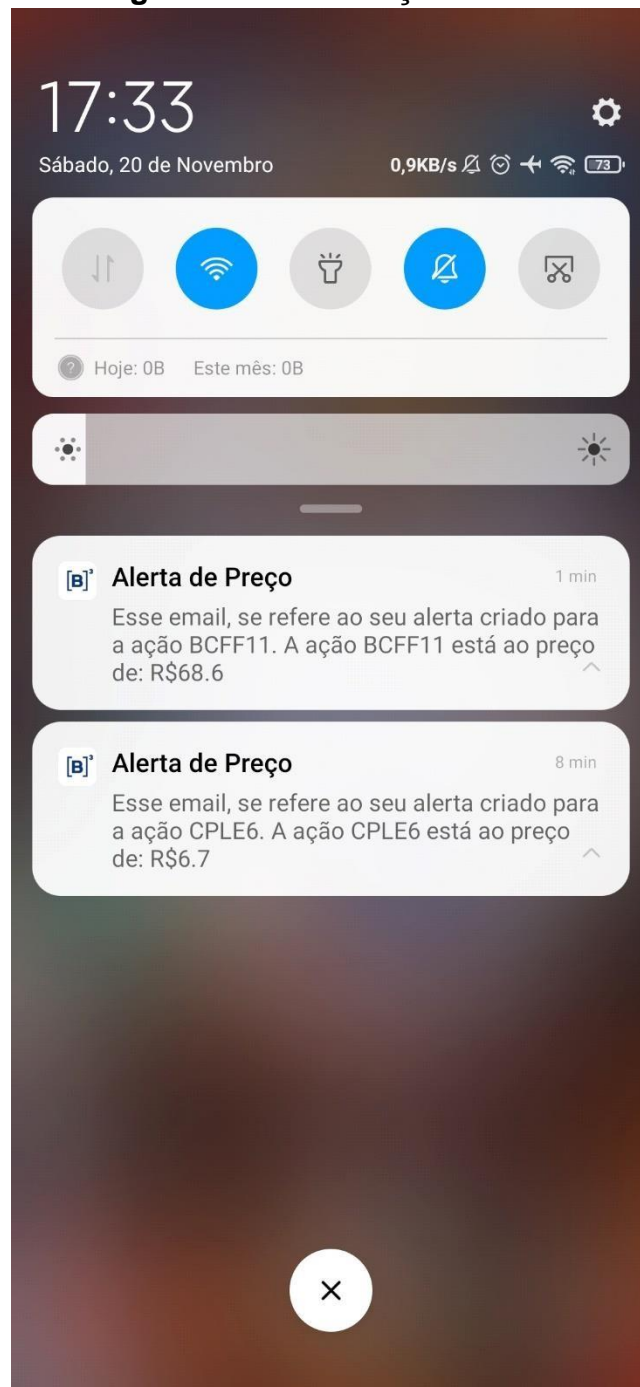 17:33
Sábado, 20 de Novembro 0,9KB/s 73
Hoje: 0B Este mês: 0B
[B]³ Alerta de Preço 1 min
Esse email, se refere ao seu alerta criado para
a ação BCFF11. A ação BCFF11 está ao preço
de: R$68.6
[B]³ Alerta de Preço 8 min
Esse email, se refere ao seu alerta criado para
a ação CPLE6. A ação CPLE6 está ao preço
de: R$6.7